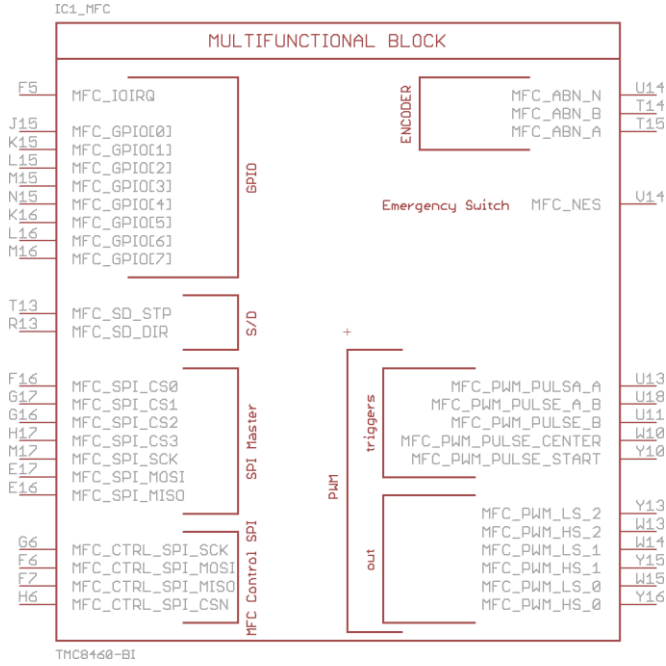 IC1_MFC
MULTIFUNCTIONAL BLOCK
F5 MFC_IOIRQ
J15 MFC_GPIO[0]
K15 MFC_GPIO[1]
L15 MFC_GPIO[2]
M15 MFC_GPIO[3]
N15 MFC_GPIO[4]
K16 MFC_GPIO[5]
L16 MFC_GPIO[6]
M16 MFC_GPIO[7]
GPIO
T13 MFC_SD_STP
R13 MFC_SD_DIR
S/D
F16 MFC_SPI_CS0
G17 MFC_SPI_CS1
G16 MFC_SPI_CS2
H17 MFC_SPI_CS3
M17 MFC_SPI_SCK
E17 MFC_SPI_MOSI
E16 MFC_SPI_MISO
SPI Master
G6 MFC_CTRL_SPI_SCK
F6 MFC_CTRL_SPI_MOSI
F7 MFC_CTRL_SPI_MISO
H6 MFC_CTRL_SPI_CSN
MFC Control SPI
ENCODER
MFC_ABN_N U14
MFC_ABN_B T14
MFC_ABN_A T15
Emergency Switch MFC_NES V14
PWM
triggers
MFC_PWM_PULSA_A U13
MFC_PWM_PULSE_A_B U18
MFC_PWM_PULSE_B U11
MFC_PWM_PULSE_CENTER W10
MFC_PWM_PULSE_START Y10
out
MFC_PWM_LS_2 Y13
MFC_PWM_HS_2 W13
MFC_PWM_LS_1 W14
MFC_PWM_HS_1 Y15
MFC_PWM_LS_0 W15
MFC_PWM_HS_0 Y16
TMC8460-BI